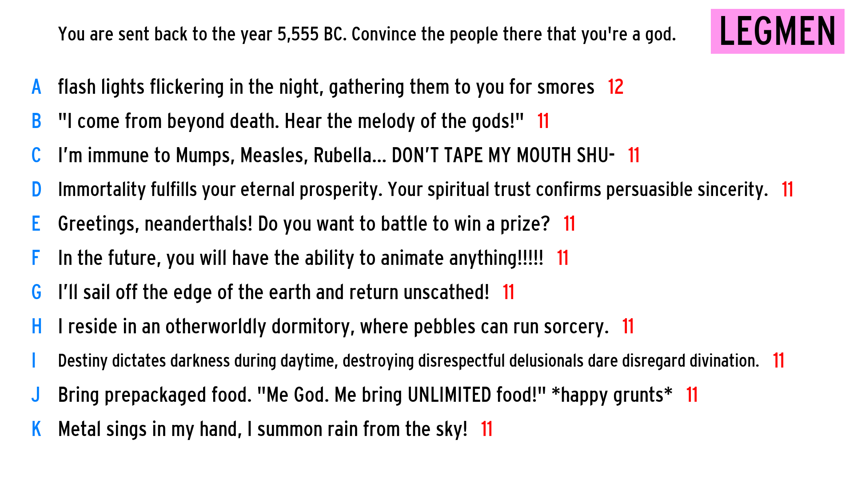 You are sent back to the year 5,555 BC. Convince the people there that you're a god.
LEGMEN
A flash lights flickering in the night, gathering them to you for smores 12
B "I come from beyond death. Hear the melody of the gods!" 11
C I'm immune to Mumps, Measles, Rubella... DON'T TAPE MY MOUTH SHU- 11
D Immortality fulfills your eternal prosperity. Your spiritual trust confirms persuasible sincerity. 11
E Greetings, neanderthals! Do you want to battle to win a prize? 11
F In the future, you will have the ability to animate anything!!!!! 11
G I'll sail off the edge of the earth and return unscathed! 11
H I reside in an otherworldly dormitory, where pebbles can run sorcery. 11
I Destiny dictates darkness during daytime, destroying disrespectful delusionals dare disregard divination. 11
J Bring prepackaged food. "Me God. Me bring UNLIMITED food!" *happy grunts* 11
K Metal sings in my hand, I summon rain from the sky! 11